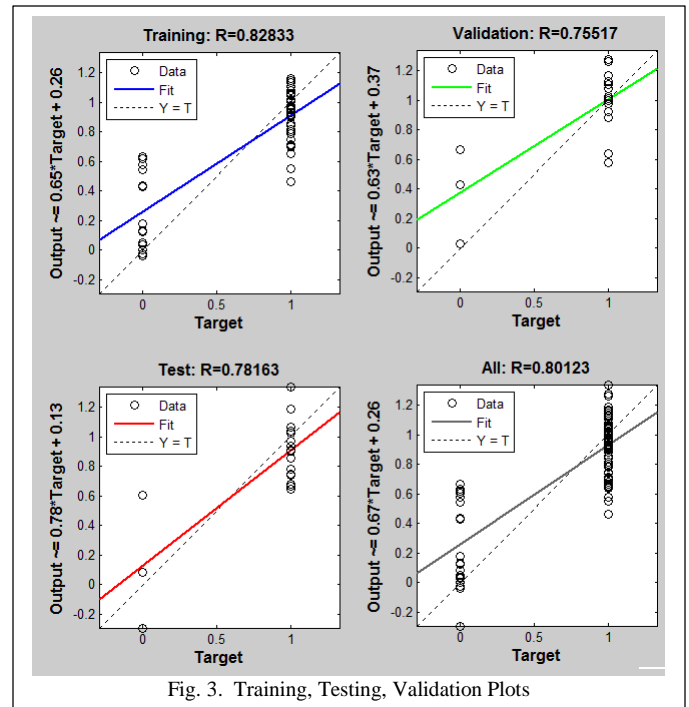 Training: R=0.82833
Output ~= 0.65*Target + 0.26
1.2
1
0.8
0.6
0.4
0.2
0
-0.2
Data
Fit
Y = T
0 0.5 1
Target
Validation: R=0.75517
Output ~= 0.63*Target + 0.37
1.2
1
0.8
0.6
0.4
0.2
0
-0.2
Data
Fit
Y = T
0 0.5 1
Target
Test: R=0.78163
Output ~= 0.78*Target + 0.13
1.2
1
0.8
0.6
0.4
0.2
0
-0.2
Data
Fit
Y = T
0 0.5 1
Target
All: R=0.80123
Output ~= 0.67*Target + 0.26
1.2
1
0.8
0.6
0.4
0.2
0
-0.2
Data
Fit
Y = T
0 0.5 1
Target
Fig. 3. Training, Testing, Validation Plots